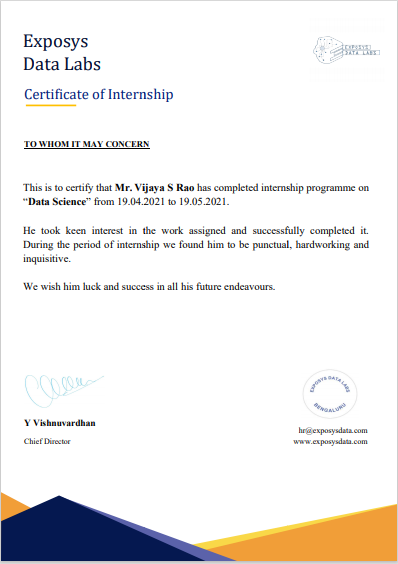 Exposys
Data Labs
EXPOSYS
DATA LABS
Certificate of Internship
TO WHOM IT MAY CONCERN
This is to certify that Mr. Vijaya S Rao has completed internship programme on
“Data Science” from 19.04.2021 to 19.05.2021.
He took keen interest in the work assigned and successfully completed it.
During the period of internship we found him to be punctual, hardworking and
inquisitive.
We wish him luck and success in all his future endeavours.
EXPOSYS DATA LABS
BENGALURU
Y Vishnuvardhan
Chief Director
hr@exposysdata.com
www.exposysdata.com